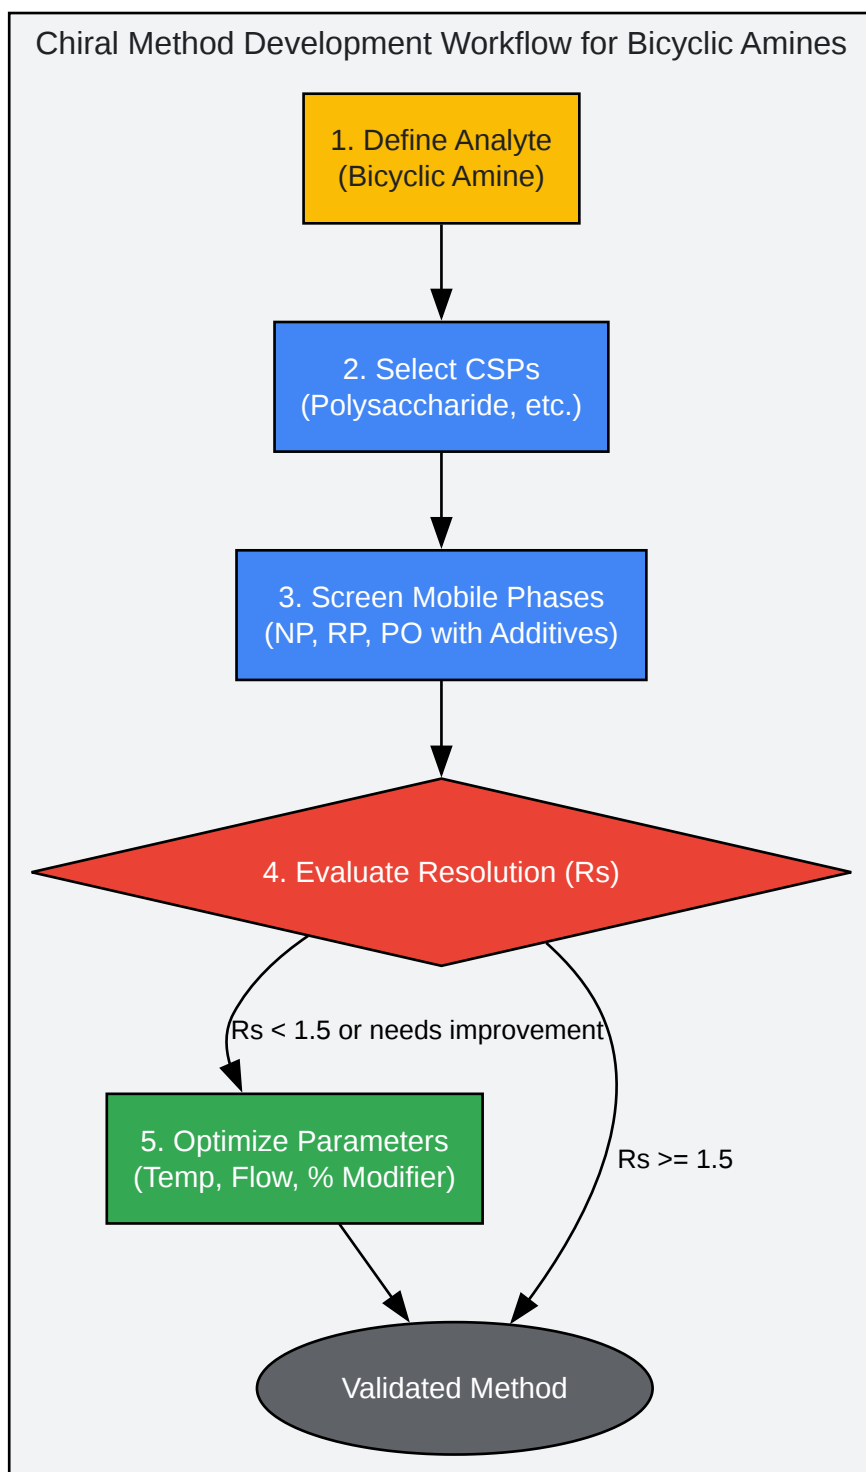 Chiral Method Development Workflow for Bicyclic Amines
1. Define Analyte
(Bicyclic Amine)
2. Select CSPs
(Polysaccharide, etc.)
3. Screen Mobile Phases
(NP, RP, PO with Additives)
4. Evaluate Resolution (Rs)
Rs < 1.5 or needs improvement
5. Optimize Parameters
(Temp, Flow, % Modifier)
Rs >= 1.5
Validated Method